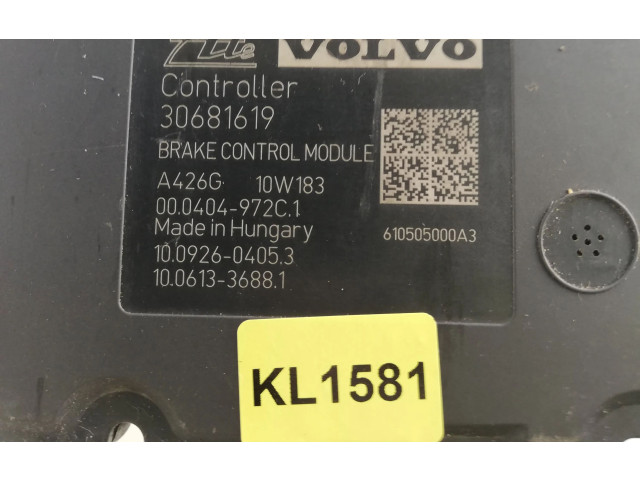 ATE VOLVO
Controller
30681619
BRAKE CONTROL MODULE
A426G 10W183
00.0404-972C.1
Made in Hungary
610505000A3
10.0926-0405.3
10.0613-3688.1
KL1581